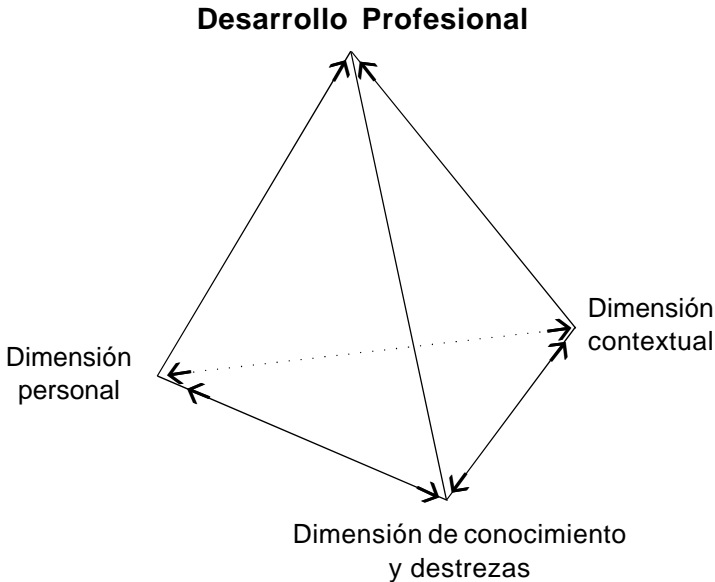 Desarrollo Profesional
Dimensión
contextual
Dimensión
personal
Dimensión de conocimiento
y destrezas